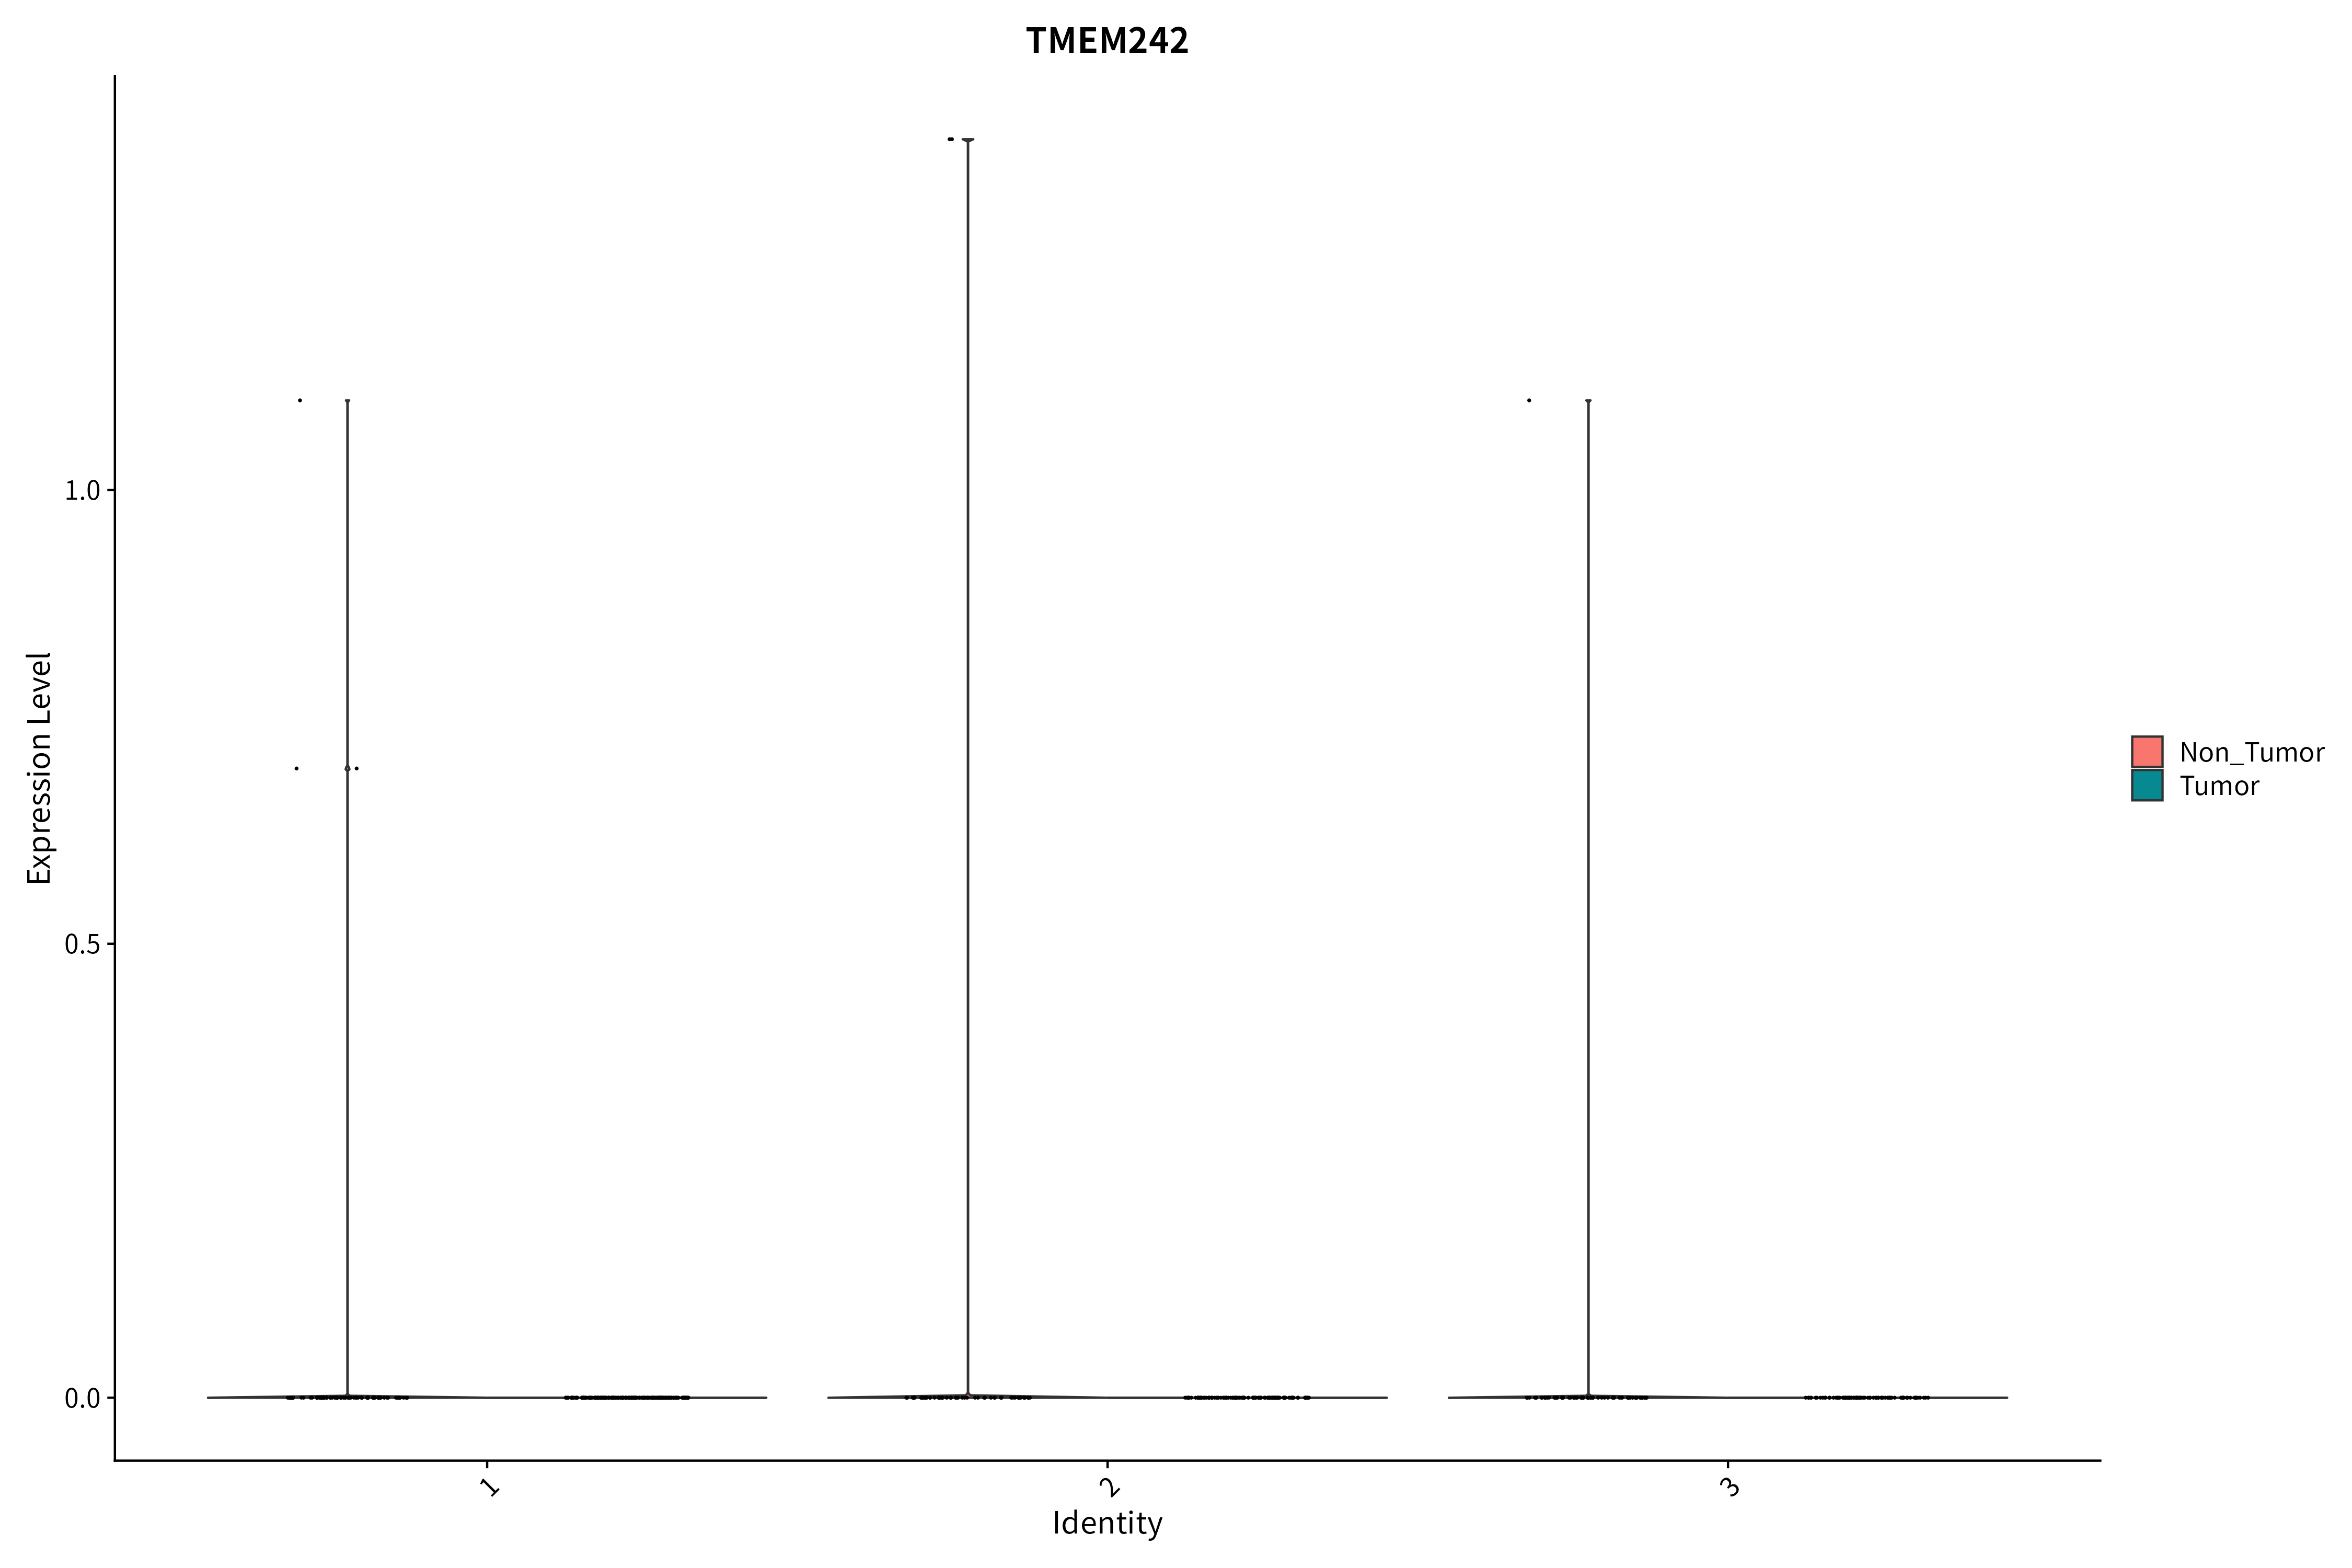 TMEM242
Expression Level
1.0
0.5
0.0
1
2
3
Identity
Non_Tumor
Tumor